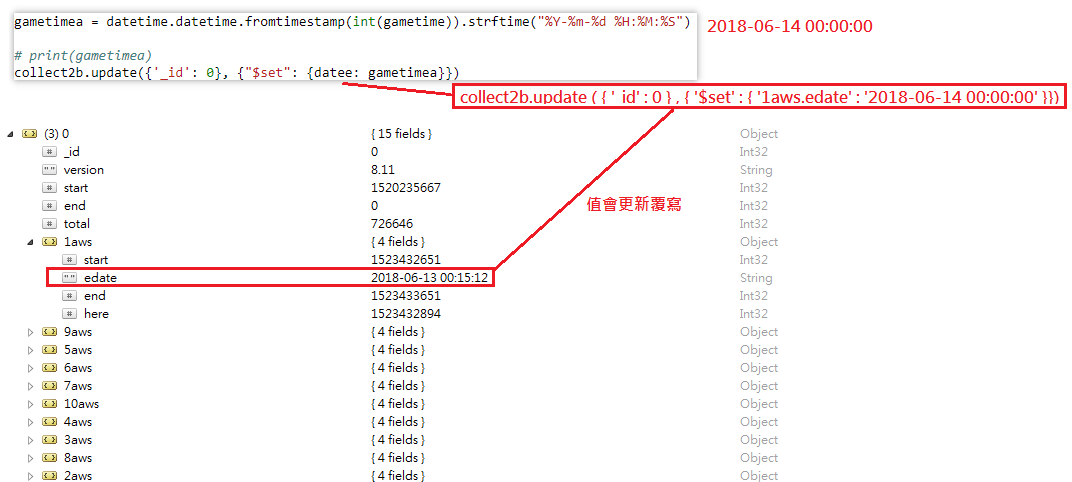 gametimea = datetime.datetime.fromtimestamp(int(gametime)).strftime("%Y-%m-%d %H:%M:%S")
2018-06-14 00:00:00
# print(gametimea)
collect2b.update({'_id': 0}, {"$set": {datee: gametimea}})
collect2b.update ( { '_id' : 0 } , { '$set' : { '1aws.edate' : '2018-06-14 00:00:00' }})
(3) 0 { 15 fields } Object
_id 0 Int32
version 8.11 String
start 1520235667 Int32
end 0 Int32
total 726646 Int32
值會更新覆寫
1aws { 4 fields } Object
start 1523432651 Int32
edate 2018-06-13 00:15:12 String
end 1523433651 Int32
here 1523432894 Int32
9aws { 4 fields } Object
5aws { 4 fields } Object
6aws { 4 fields } Object
7aws { 4 fields } Object
10aws { 4 fields } Object
4aws { 4 fields } Object
3aws { 4 fields } Object
8aws { 4 fields } Object
2aws { 4 fields } Object